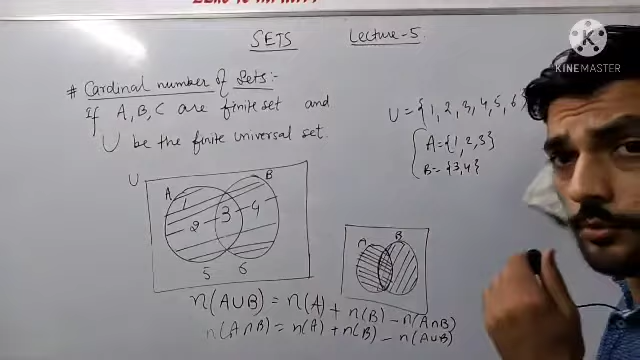 SETS Lecture-5.
# Cardinal number of Sets:-
If A, B, C are finite set and
U be the finite universal set.
U = {1, 2, 3, 4, 5, 6}
A = {1, 2, 3}
B = {3, 4}
U
A B
1
2 3 4
5 6
A B
n(A∪B) = n(A) + n(B) - n(A∩B)
n(A∩B) = n(A) + n(B) - n(A∪B)
KINEMASTER